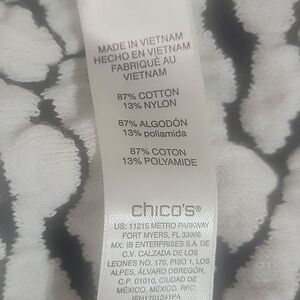 MADE IN VIETNAM
HECHO EN VIETNAM
FABRIQUÉ AU
VIETNAM
87% COTTON
13% NYLON
87% ALGODÓN
13% poliamida
87% COTON
13% POLYAMIDE
chico's®
US: 11215 METRO PARKWAY
FORT MYERS, FL 33966
MX: IB ENTERPRISES S.A. DE
C.V. CALZADA DE LOS
LEONES NO. 170, PISO 1, LOS
ALPES, ÁLVARO OBREGÓN,
C.P. 01010, CIUDAD DE
MÉXICO, MÉXICO. RFC: